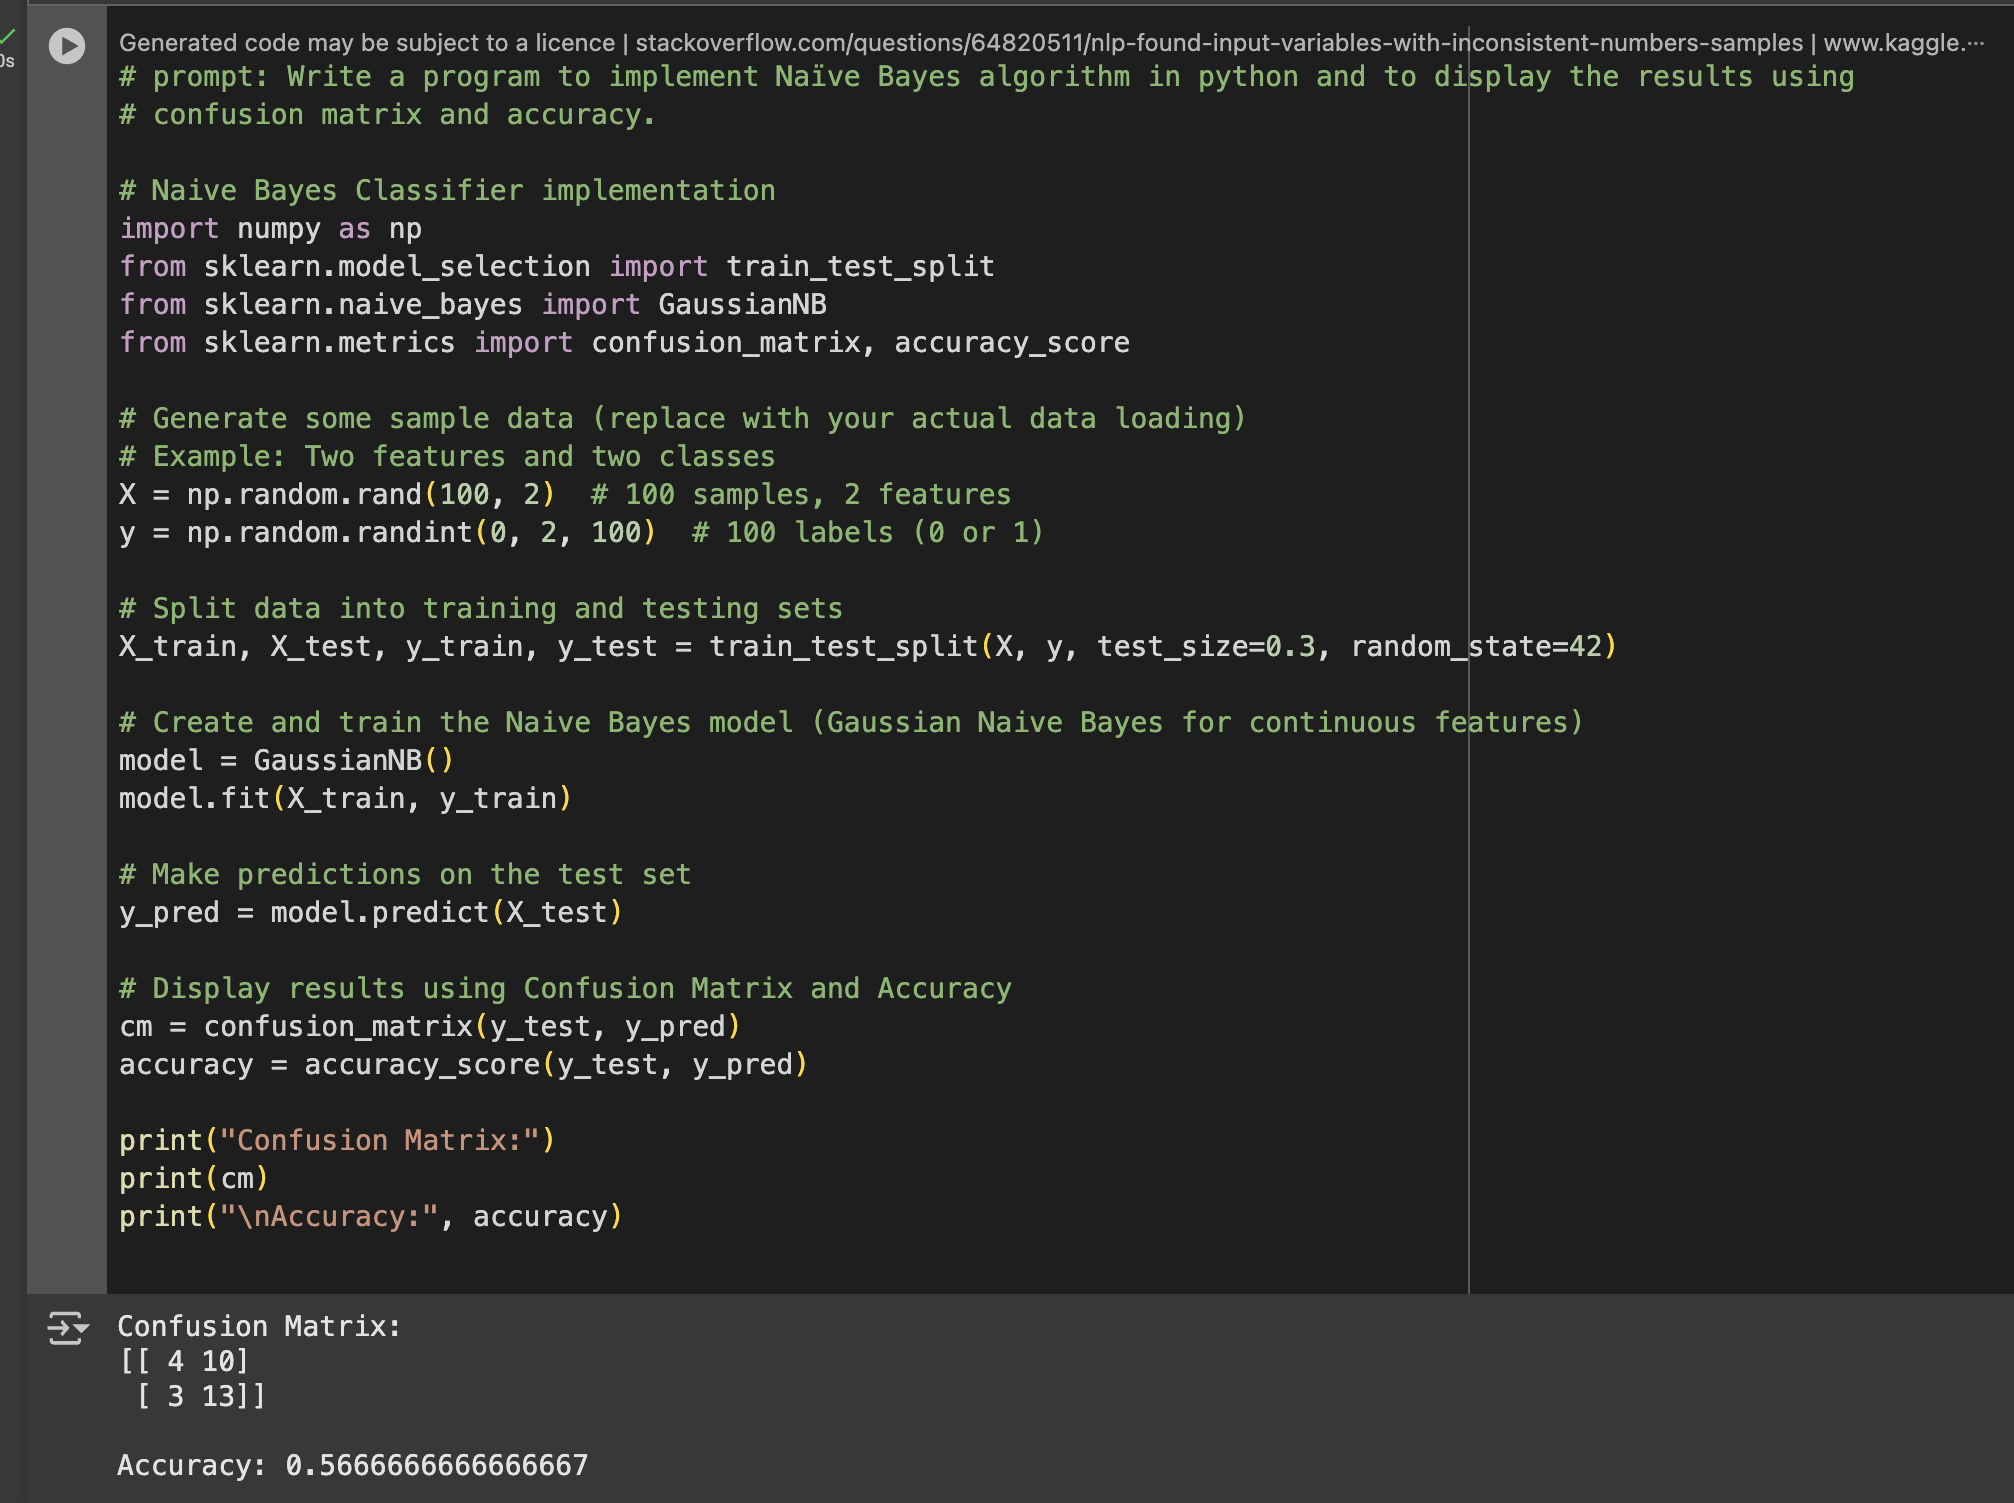 Generated code may be subject to a licence | stackoverflow.com/questions/64820511/nlp-found-input-variables-with-inconsistent-numbers-samples | www.kaggle.···
# prompt: Write a program to implement Naïve Bayes algorithm in python and to display the results using
# confusion matrix and accuracy.
# Naive Bayes Classifier implementation
import numpy as np
from sklearn.model_selection import train_test_split
from sklearn.naive_bayes import GaussianNB
from sklearn.metrics import confusion_matrix, accuracy_score
# Generate some sample data (replace with your actual data loading)
# Example: Two features and two classes
X = np.random.rand(100, 2)  # 100 samples, 2 features
y = np.random.randint(0, 2, 100)  # 100 labels (0 or 1)
# Split data into training and testing sets
X_train, X_test, y_train, y_test = train_test_split(X, y, test_size=0.3, random_state=42)
# Create and train the Naive Bayes model (Gaussian Naive Bayes for continuous features)
model = GaussianNB()
model.fit(X_train, y_train)
# Make predictions on the test set
y_pred = model.predict(X_test)
# Display results using Confusion Matrix and Accuracy
cm = confusion_matrix(y_test, y_pred)
accuracy = accuracy_score(y_test, y_pred)
print("Confusion Matrix:")
print(cm)
print("\nAccuracy:", accuracy)
Confusion Matrix:
[[ 4 10]
 [ 3 13]]
Accuracy: 0.5666666666666667